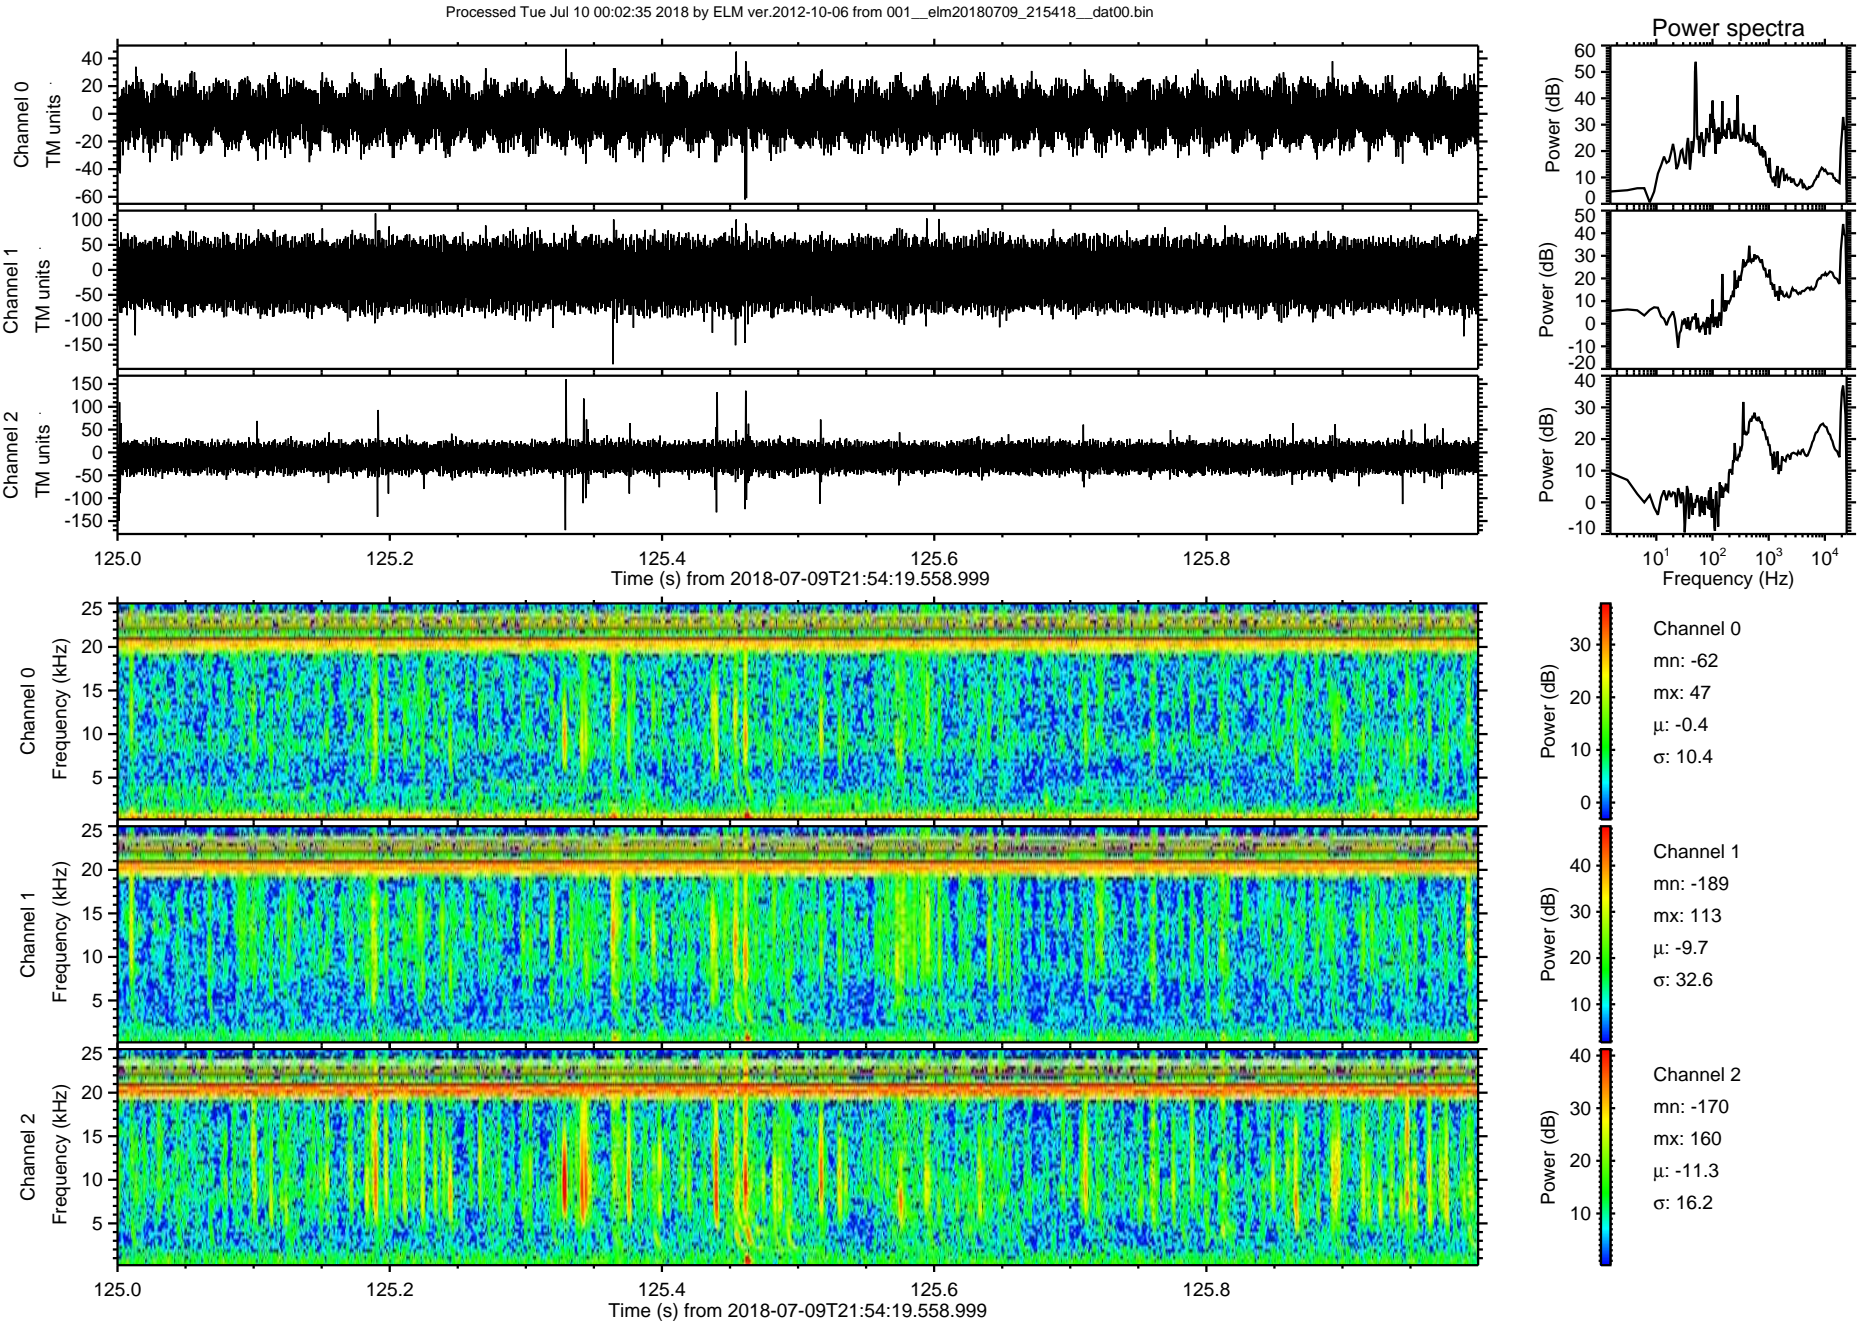 Processed Tue Jul 10 00:02:35 2018 by ELM ver.2012-10-06 from 001__elm20180709_215418__dat00.bin
Power spectra
Channel 0
TM units
40
20
0
-20
-40
-60
Power (dB)
60
50
40
30
20
10
0
Channel 1
TM units
100
50
0
-50
-100
-150
Power (dB)
50
40
30
20
10
0
-10
-20
Channel 2
TM units
150
100
50
0
-50
-100
-150
Power (dB)
40
30
20
10
0
-10
125.0 125.2 125.4 125.6 125.8
Time (s) from 2018-07-09T21:54:19.558.999
10^1 10^2 10^3 10^4
Frequency (Hz)
Channel 0
Frequency (kHz)
25
20
15
10
5
Power (dB)
30
20
10
0
Channel 0
mn: -62
mx: 47
µ: -0.4
σ: 10.4
Channel 1
Frequency (kHz)
25
20
15
10
5
Power (dB)
40
30
20
10
Channel 1
mn: -189
mx: 113
µ: -9.7
σ: 32.6
Channel 2
Frequency (kHz)
25
20
15
10
5
Power (dB)
40
30
20
10
Channel 2
mn: -170
mx: 160
µ: -11.3
σ: 16.2
125.0 125.2 125.4 125.6 125.8
Time (s) from 2018-07-09T21:54:19.558.999